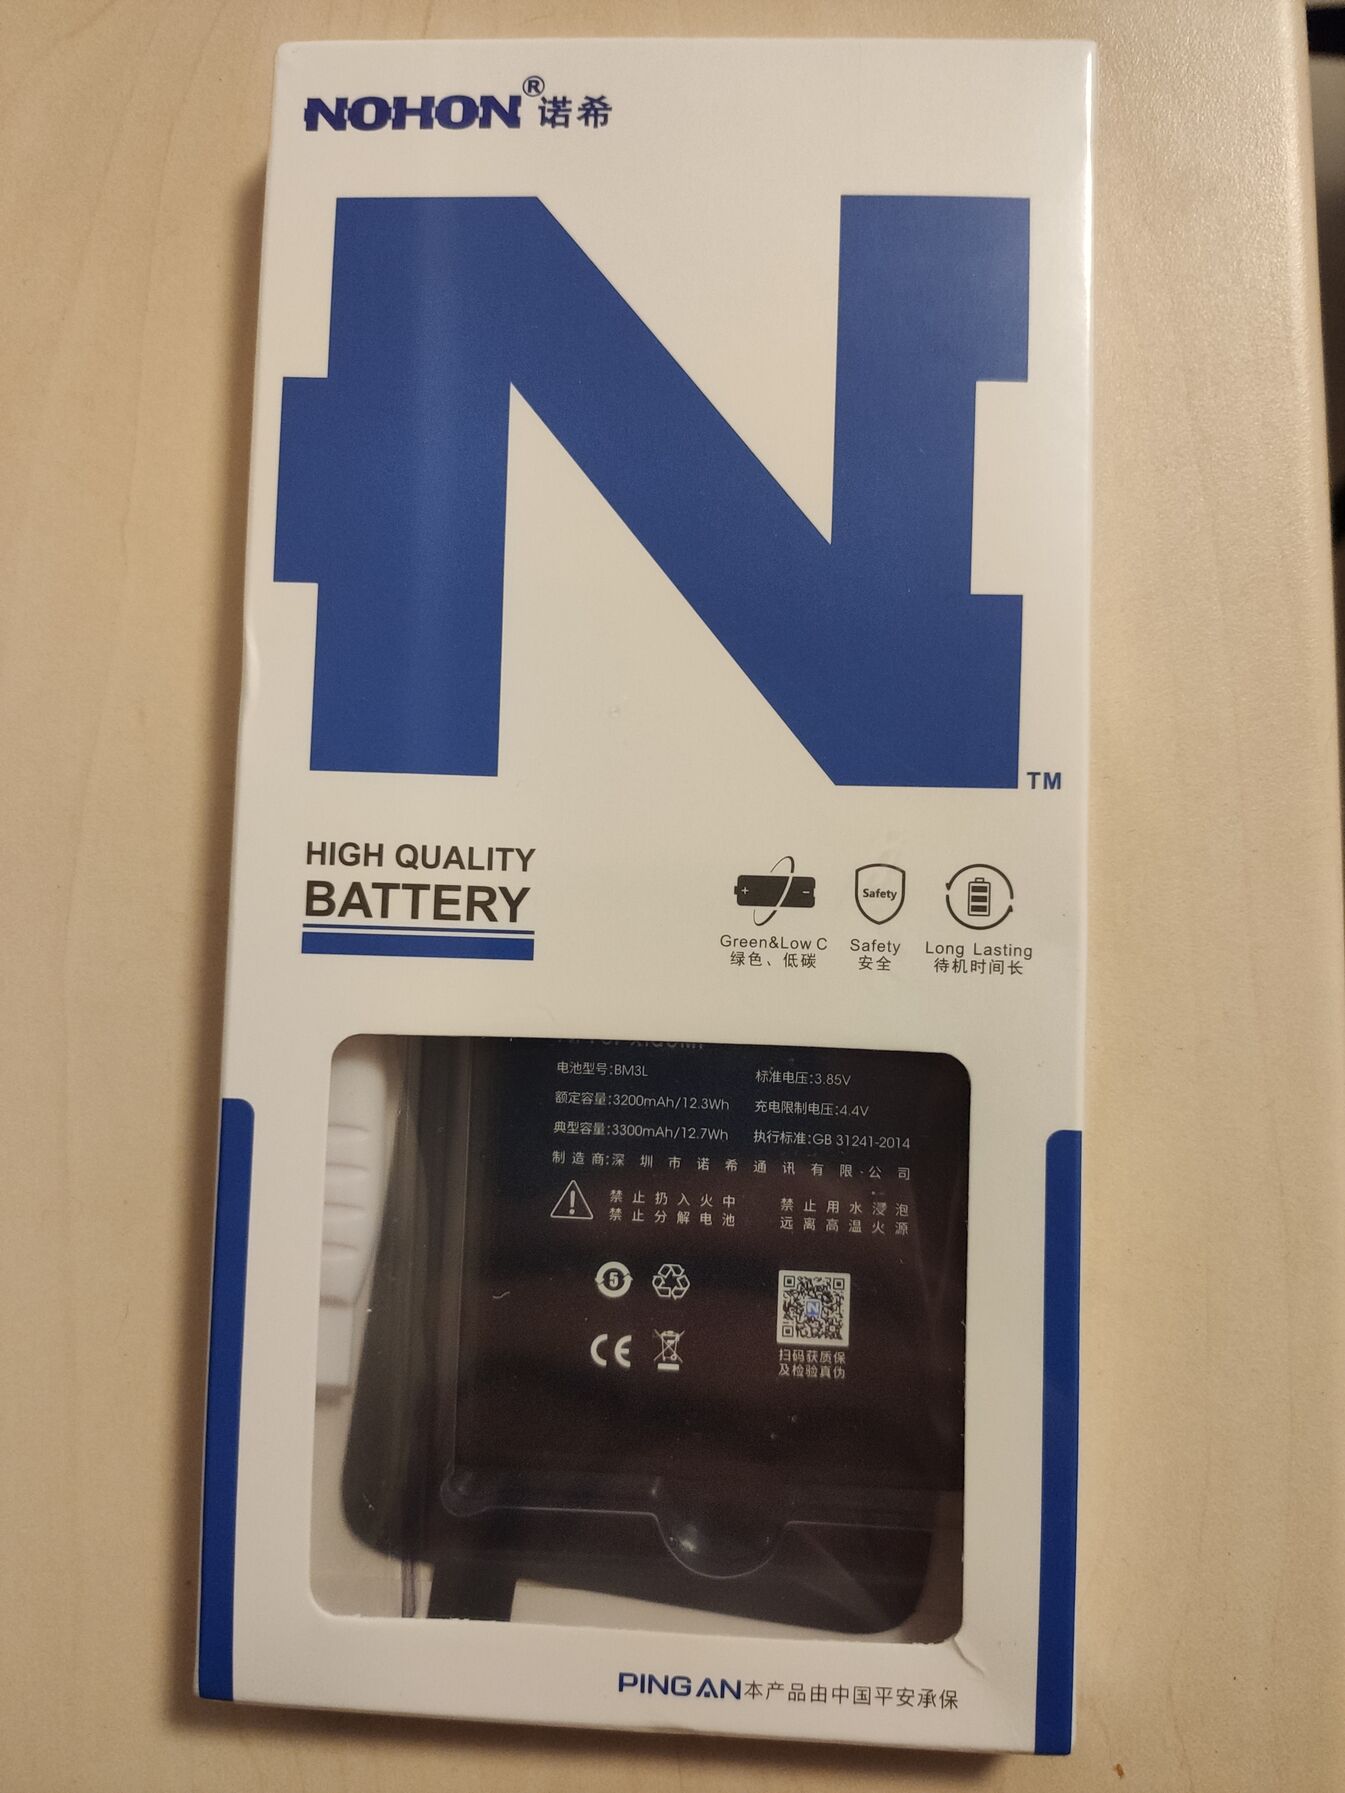 NOHON® 诺希
TM
HIGH QUALITY
BATTERY
+ -
Safety
Green&Low C
绿色、低碳
Safety
安全
Long Lasting
待机时间长
电池型号:BM3L
标准电压:3.85V
额定容量:3200mAh/12.3Wh
充电限制电压:4.4V
典型容量:3300mAh/12.7Wh
执行标准:GB 31241-2014
制造商:深圳市诺希通讯有限公司
禁止扔入火中
禁止用水浸泡
禁止分解电池
远离高温火源
5
N
CE
扫码获质保
及检验真伪
PINGAN本产品由中国平安承保